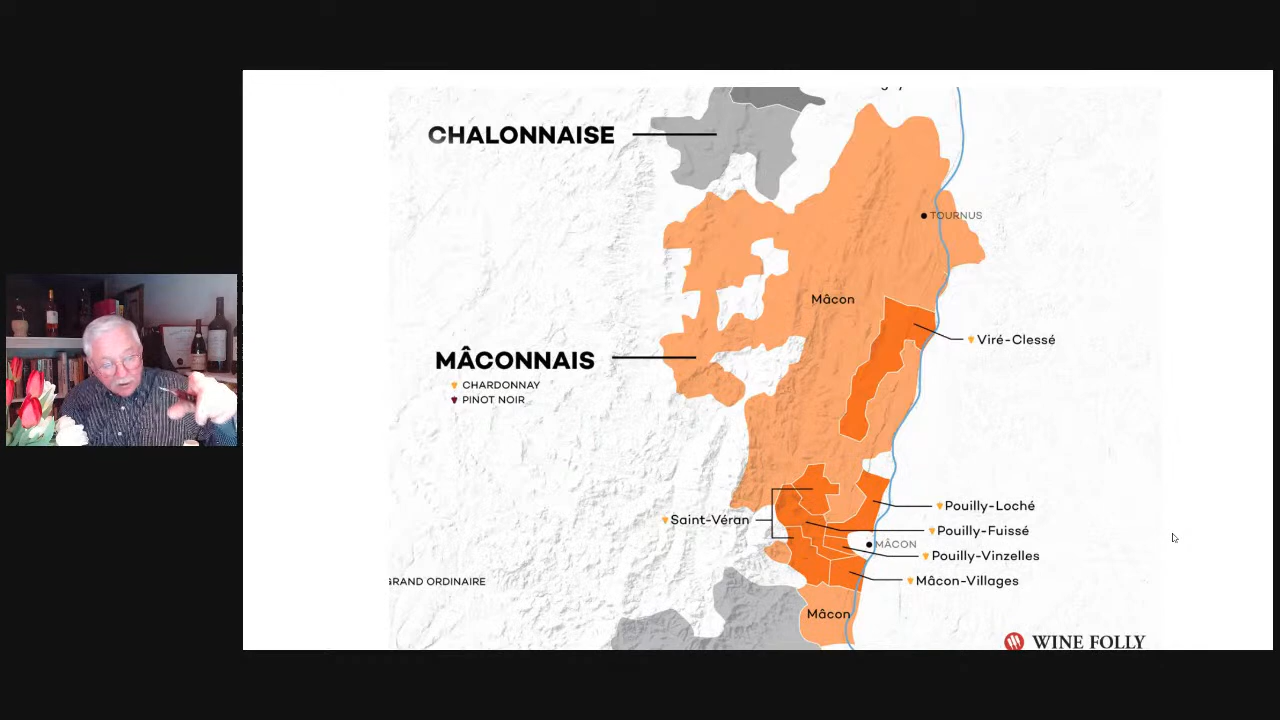 CHALONNAISE
TOURNUS
Mâcon
Viré-Clessé
MÂCONNAIS
CHARDONNAY
PINOT NOIR
Pouilly-Loché
Saint-Véran
Pouilly-Fuissé
MÂCON
Pouilly-Vinzelles
Mâcon-Villages
GRAND ORDINAIRE
Mâcon
WINE FOLLY